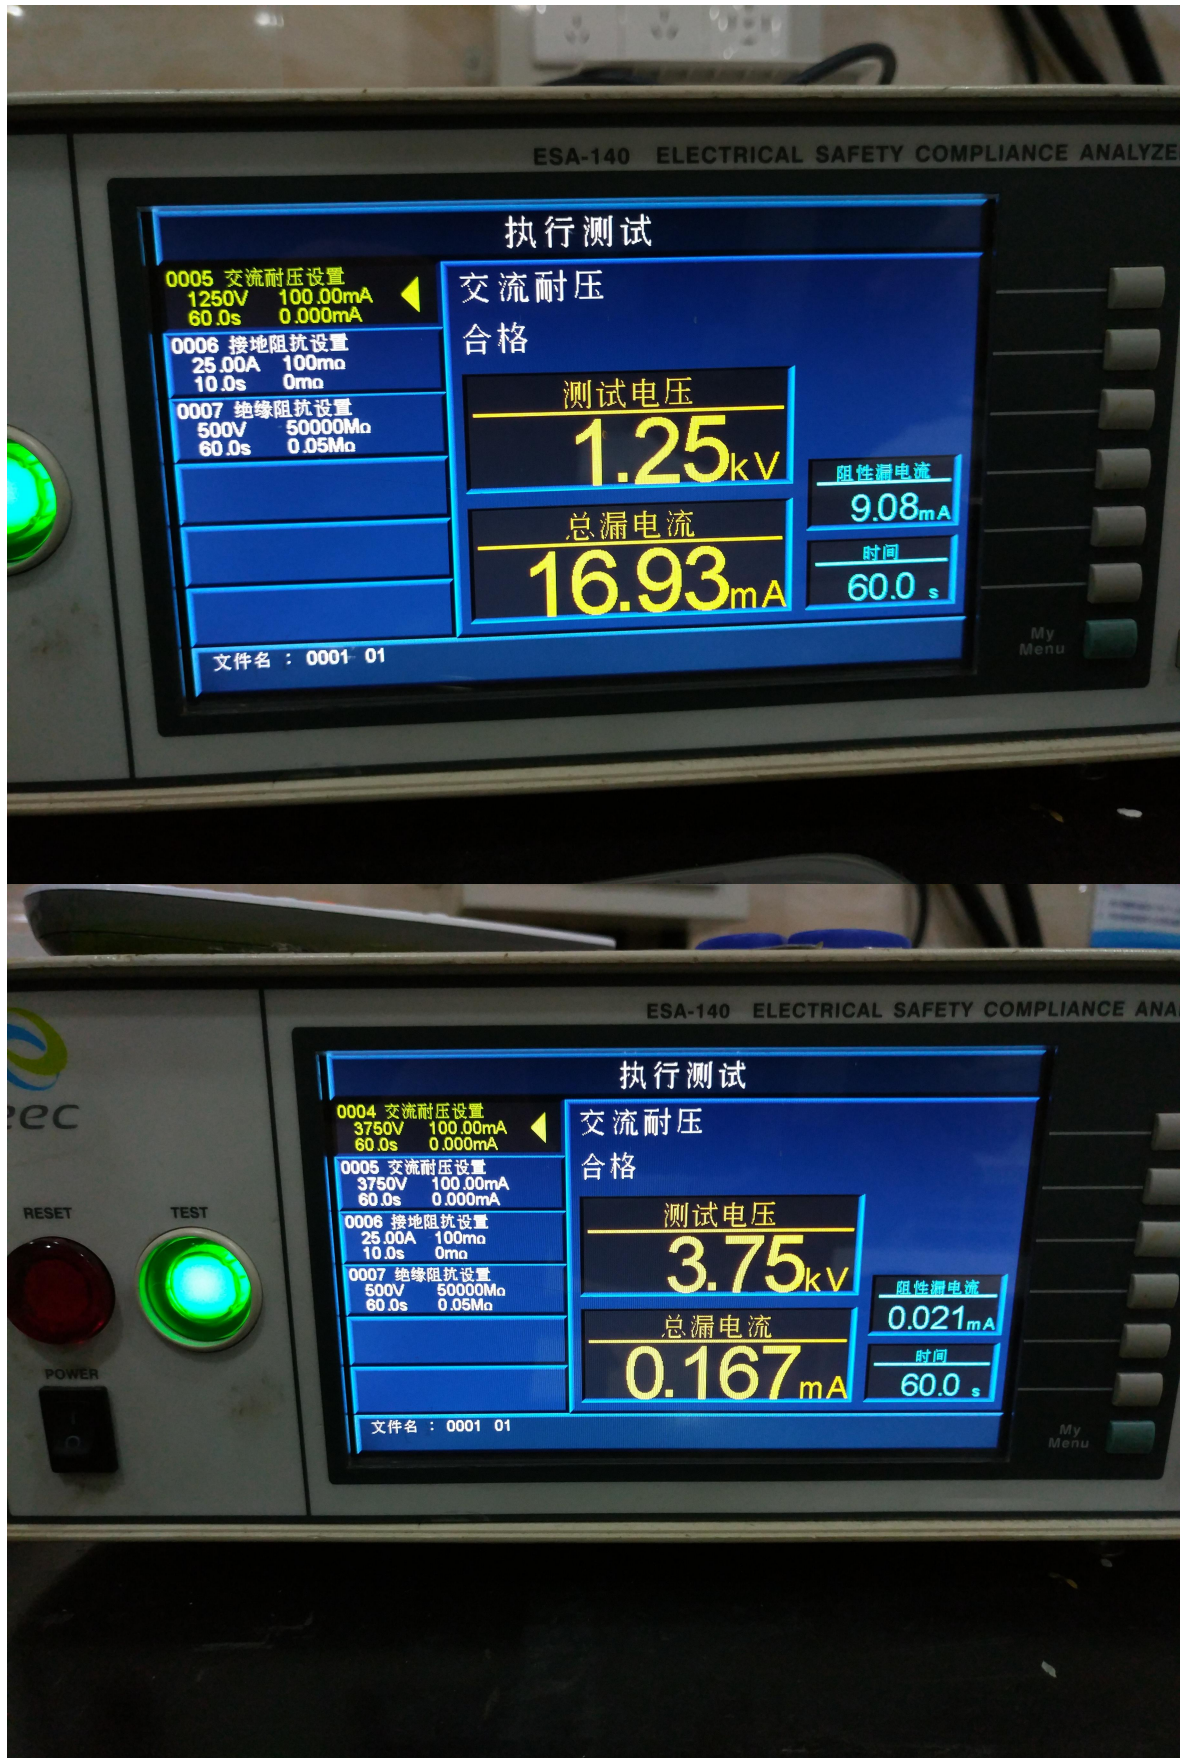 ESA-140 ELECTRICAL SAFETY COMPLIANCE ANALYZE
执行测试
0005 交流耐压设置
1250V 100.00mA
60.0s 0.000mA
0006 接地阻抗设置
25.00A 100mΩ
10.0s 0mΩ
0007 绝缘阻抗设置
500V 50000MΩ
60.0s 0.05MΩ
交流耐压
合格
测试电压
1.25kV
总漏电流
16.93mA
阻性漏电流
9.08mA
时间
60.0 s
文件名 : 0001 01
My
Menu
ESA-140 ELECTRICAL SAFETY COMPLIANCE ANA
eec
RESET
TEST
POWER
执行测试
0004 交流耐压设置
3750V 100.00mA
60.0s 0.000mA
0005 交流耐压设置
3750V 100.00mA
60.0s 0.000mA
0006 接地阻抗设置
25.00A 100mΩ
10.0s 0mΩ
0007 绝缘阻抗设置
500V 50000MΩ
60.0s 0.05MΩ
交流耐压
合格
测试电压
3.75kV
总漏电流
0.167mA
阻性漏电流
0.021mA
时间
60.0 s
文件名 : 0001 01
My
Menu